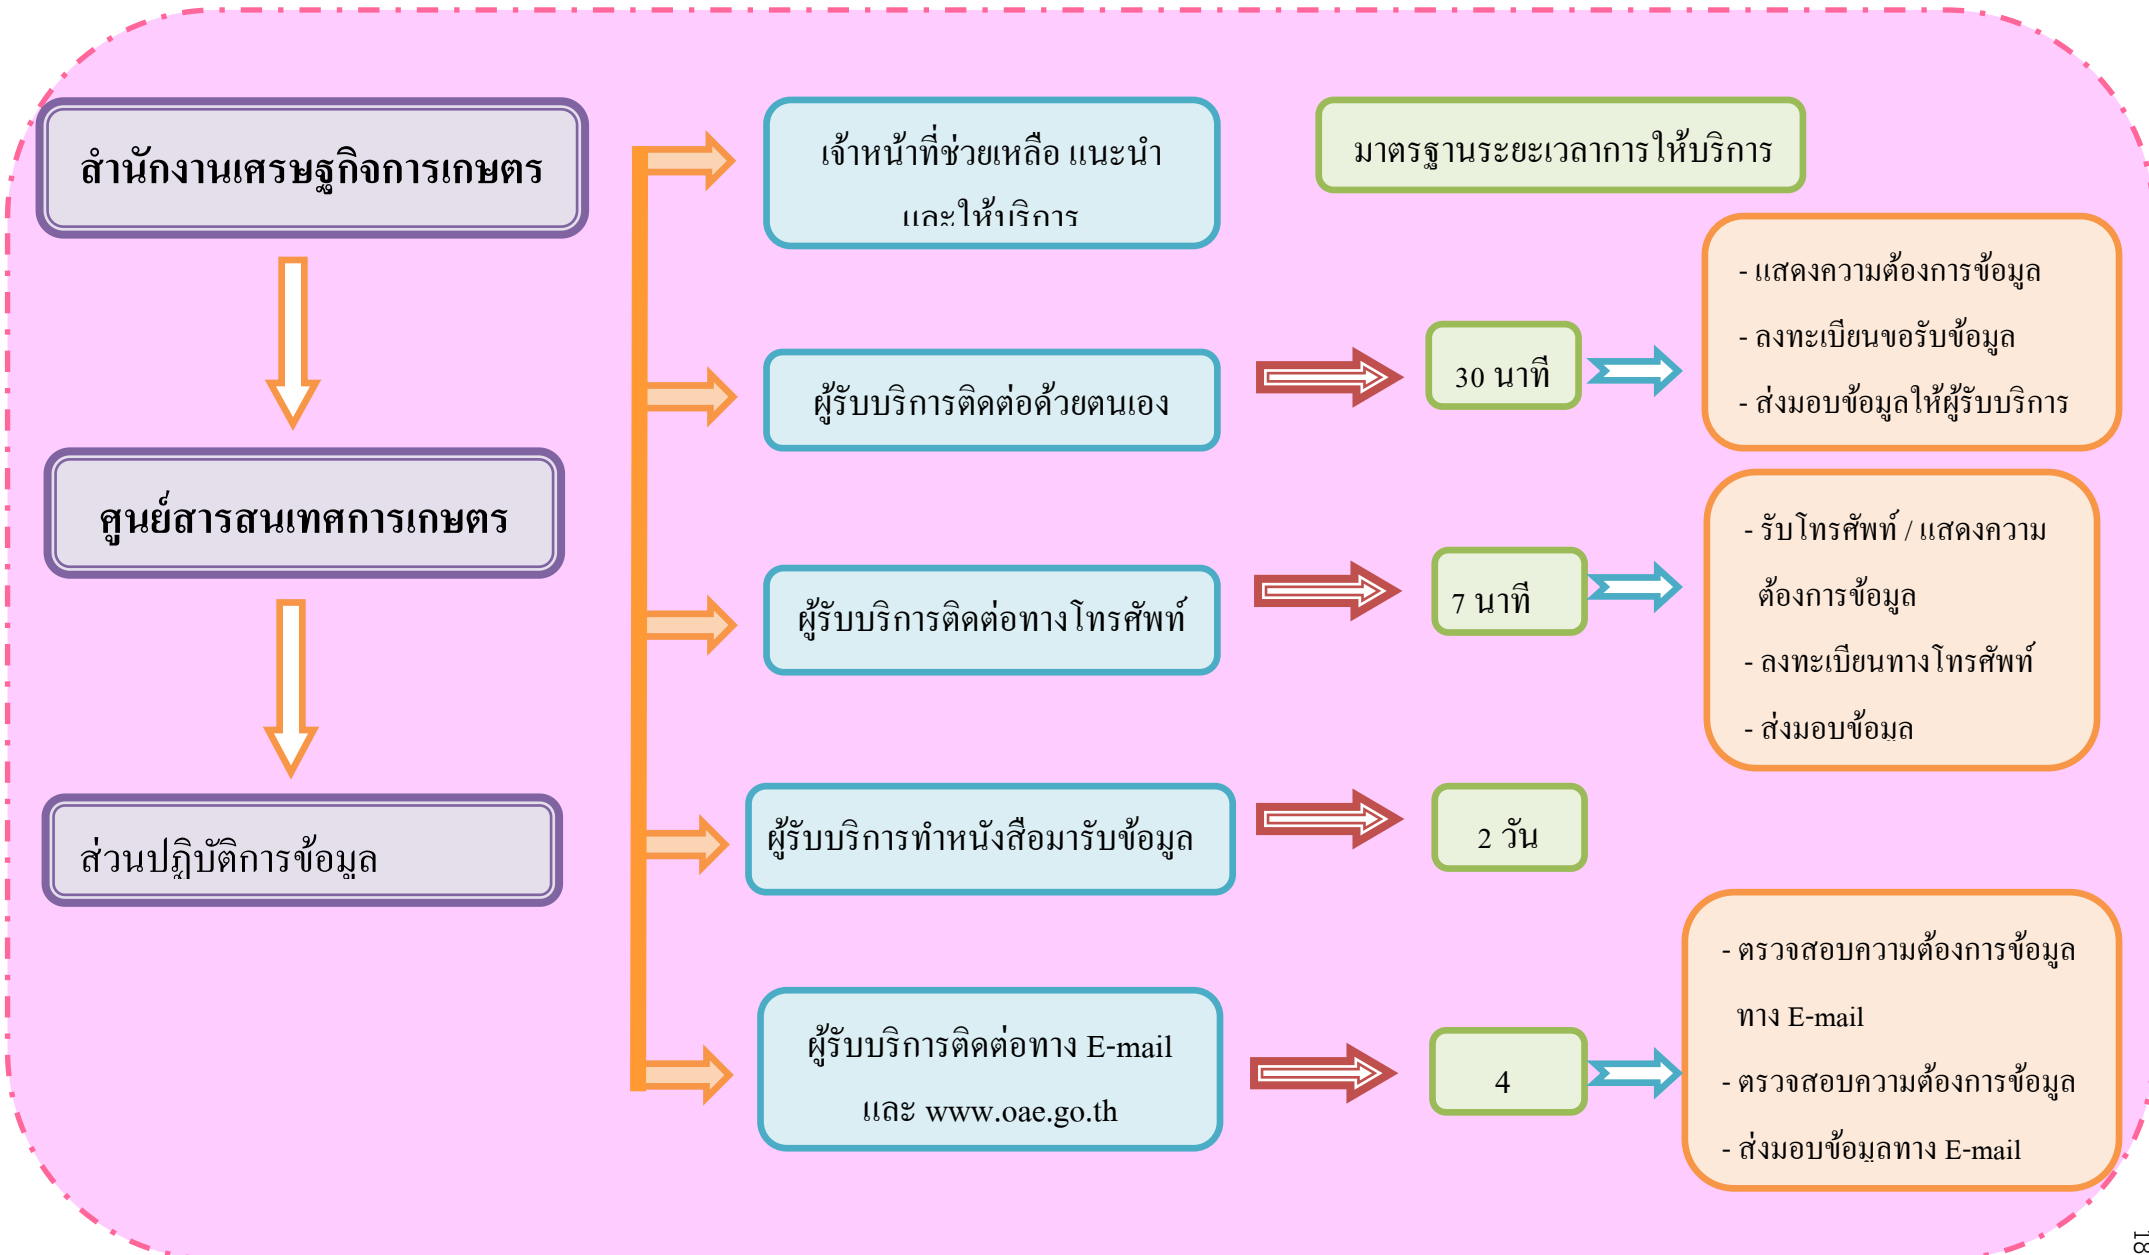 สำนักงานเศรษฐกิจการเกษตร
ศูนย์สารสนเทศการเกษตร
ส่วนปฏิบัติการข้อมูล
เจ้าหน้าที่ช่วยเหลือ แนะนำ
และให้บริการ
มาตรฐานระยะเวลาการให้บริการ
ผู้รับบริการติดต่อด้วยตนเอง
30 นาที
- แสดงความต้องการข้อมูล
- ลงทะเบียนขอรับข้อมูล
- ส่งมอบข้อมูลให้ผู้รับบริการ
ผู้รับบริการติดต่อทางโทรศัพท์
7 นาที
- รับโทรศัพท์ / แสดงความ
ต้องการข้อมูล
- ลงทะเบียนทางโทรศัพท์
- ส่งมอบข้อมูล
ผู้รับบริการทำหนังสือมารับข้อมูล
2 วัน
ผู้รับบริการติดต่อทาง E-mail
และ www.oae.go.th
4
- ตรวจสอบความต้องการข้อมูล
ทาง E-mail
- ตรวจสอบความต้องการข้อมูล
- ส่งมอบข้อมูลทาง E-mail
18